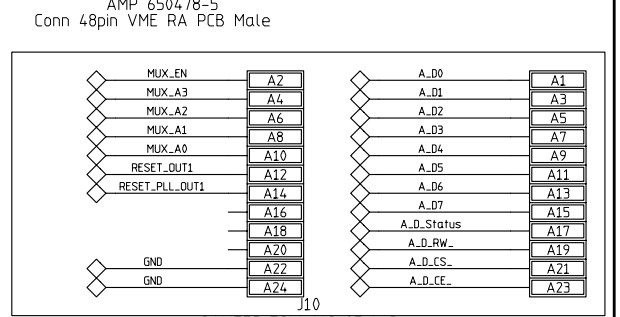 AMP 650478-5
Conn 48pin VME RA PCB Male
MUX_EN A2 A_D0 A1
MUX_A3 A4 A_D1 A3
MUX_A2 A6 A_D2 A5
MUX_A1 A8 A_D3 A7
MUX_A0 A10 A_D4 A9
RESET_OUT1 A12 A_D5 A11
RESET_PLL_OUT1 A14 A_D6 A13
A16 A_D7 A15
A18 A_D_Status A17
A20 A_D_RW_ A19
GND A22 A_D_CS_ A21
GND A24 A_D_CE_ A23
J10